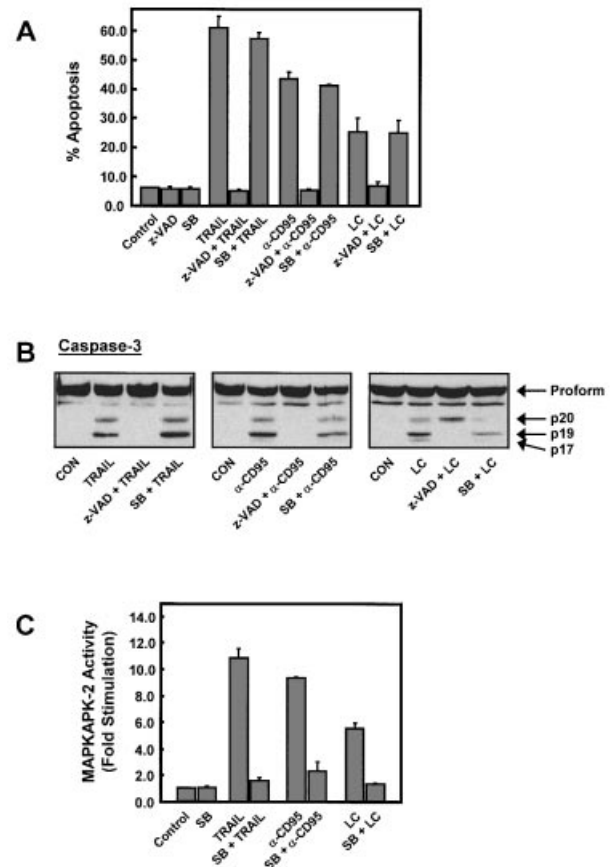 A
% Apoptosis
60.0
50.0
40.0
30.0
20.0
10.0
0.0
Control
z-VAD
SB
TRAIL
z-VAD + TRAIL
SB + TRAIL
α-CD95
z-VAD + α-CD95
SB + α-CD95
LC
z-VAD + LC
SB + LC
B
Caspase-3
Proform
p20
p19
p17
CON
TRAIL
z-VAD + TRAIL
SB + TRAIL
CON
α-CD95
z-VAD + α-CD95
SB + α-CD95
CON
LC
z-VAD + LC
SB + LC
C
MAPKAPK-2 Activity
(Fold Stimulation)
14.0
12.0
10.0
8.0
6.0
4.0
2.0
0.0
Control
SB
TRAIL
SB + TRAIL
α-CD95
SB + α-CD95
LC
SB + LC